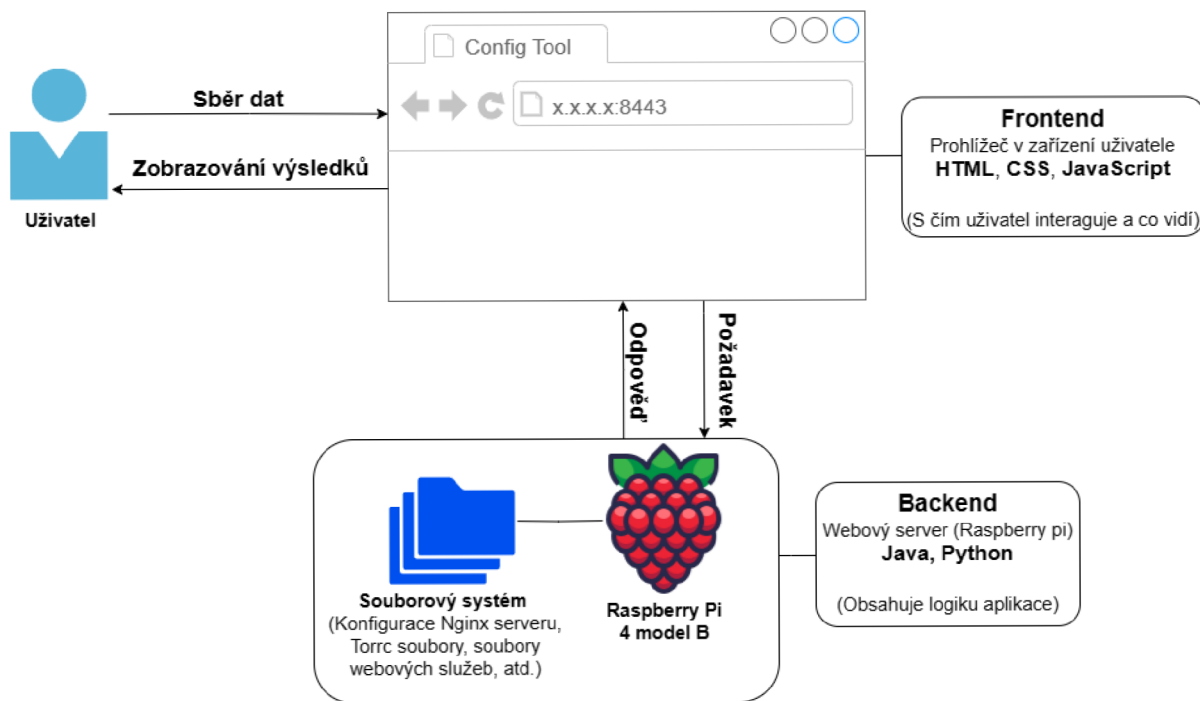 Config Tool
x.x.x.x:8443
Sběr dat
Zobrazování výsledků
Uživatel
Frontend
Prohlížeč v zařízení uživatele
HTML, CSS, JavaScript
(S čím uživatel interaguje a co vidí)
Odpověď
Požadavek
Souborový systém
(Konfigurace Nginx serveru,
Torrc soubory, soubory
webových služeb, atd.)
Raspberry Pi
4 model B
Backend
Webový server (Raspberry pi)
Java, Python
(Obsahuje logiku aplikace)